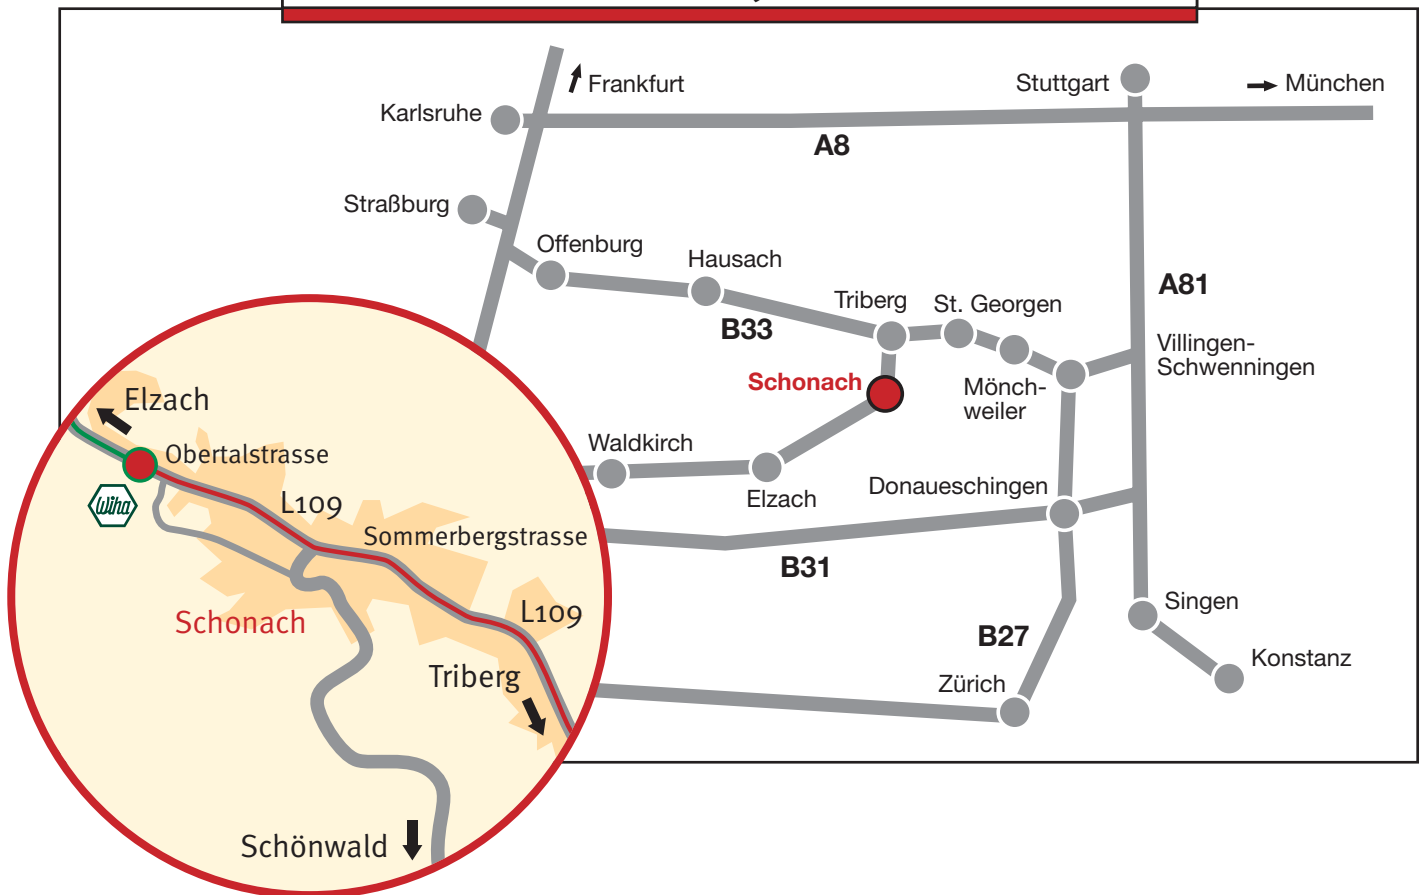 Frankfurt
Stuttgart
München
Karlsruhe
A8
Straßburg
Offenburg
Hausach
A81
Triberg
St. Georgen
B33
Villingen-
Schwenningen
Schonach
Mönch-
weiler
Elzach
Waldkirch
Obertalstrasse
Elzach
Donaueschingen
wiha
L109
Sommerbergstrasse
B31
Singen
L109
Schonach
B27
Konstanz
Triberg
Zürich
Schönwald